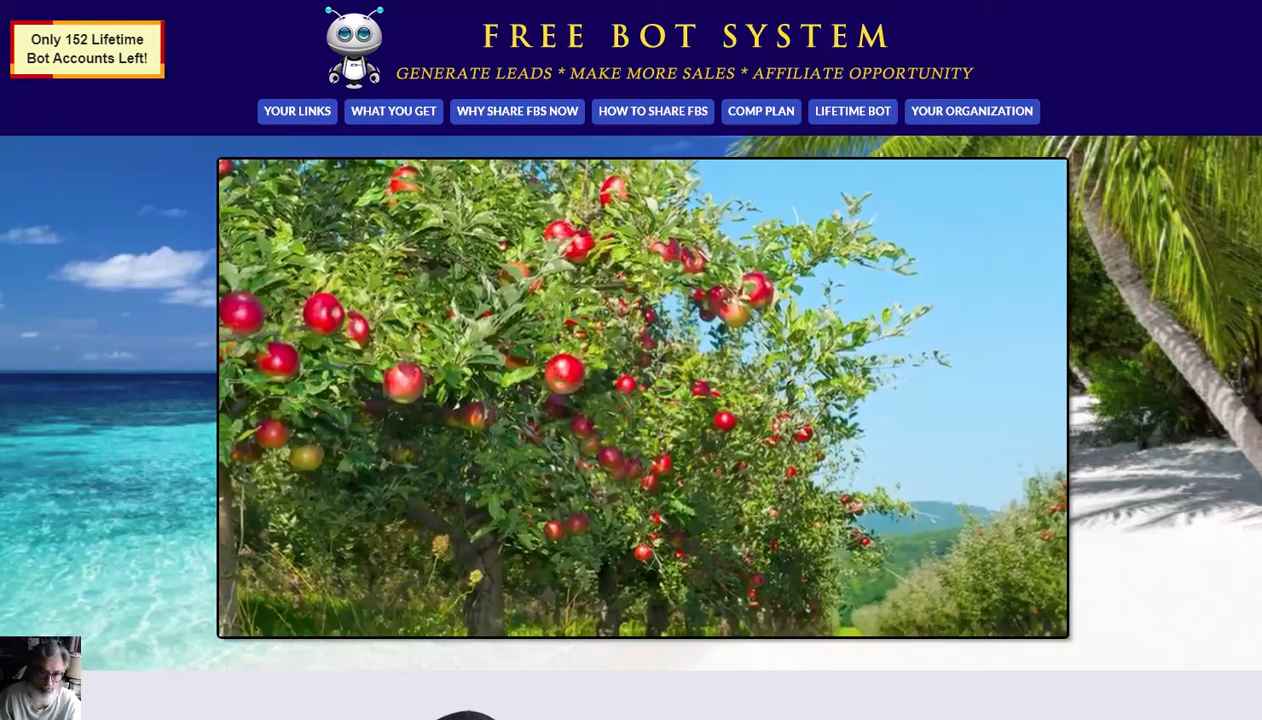 Only 152 Lifetime
Bot Accounts Left!
FREE BOT SYSTEM
GENERATE LEADS * MAKE MORE SALES * AFFILIATE OPPORTUNITY
YOUR LINKS
WHAT YOU GET
WHY SHARE FBS NOW
HOW TO SHARE FBS
COMP PLAN
LIFETIME BOT
YOUR ORGANIZATION